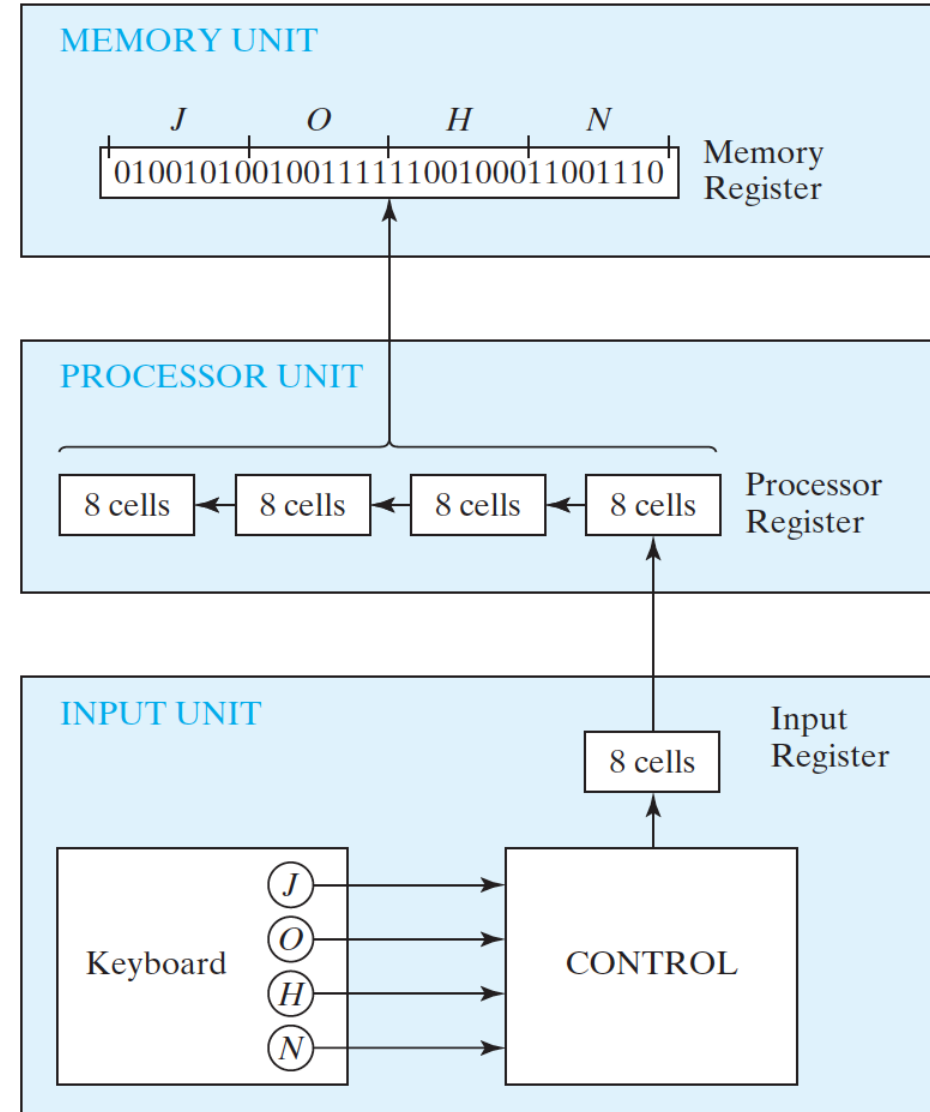 MEMORY UNIT
J O H N
01001010010011111100100011001110
Memory
Register
PROCESSOR UNIT
8 cells 8 cells 8 cells 8 cells
Processor
Register
INPUT UNIT
Input
Register
8 cells
J
O
Keyboard
CONTROL
H
N